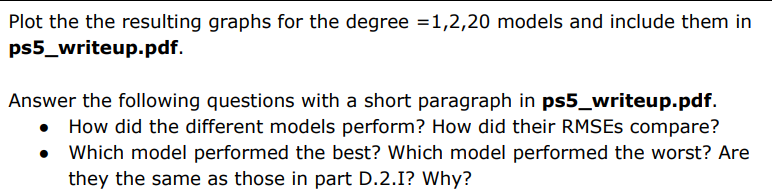 Plot the the resulting graphs for the degree =1,2,20 models and include them in
ps5_writeup.pdf.
Answer the following questions with a short paragraph in ps5_writeup.pdf.
● How did the different models perform? How did their RMSEs compare?
● Which model performed the best? Which model performed the worst? Are
they the same as those in part D.2.I? Why?